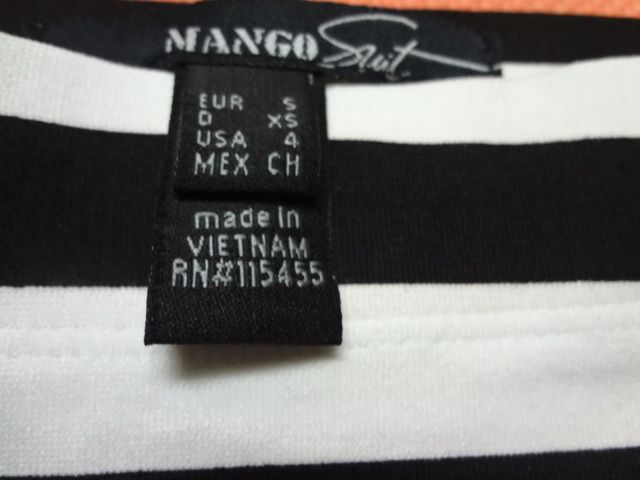 MANGO Suit
EUR S
D XS
USA 4
MEX CH
made in
VIETNAM
RN#115455